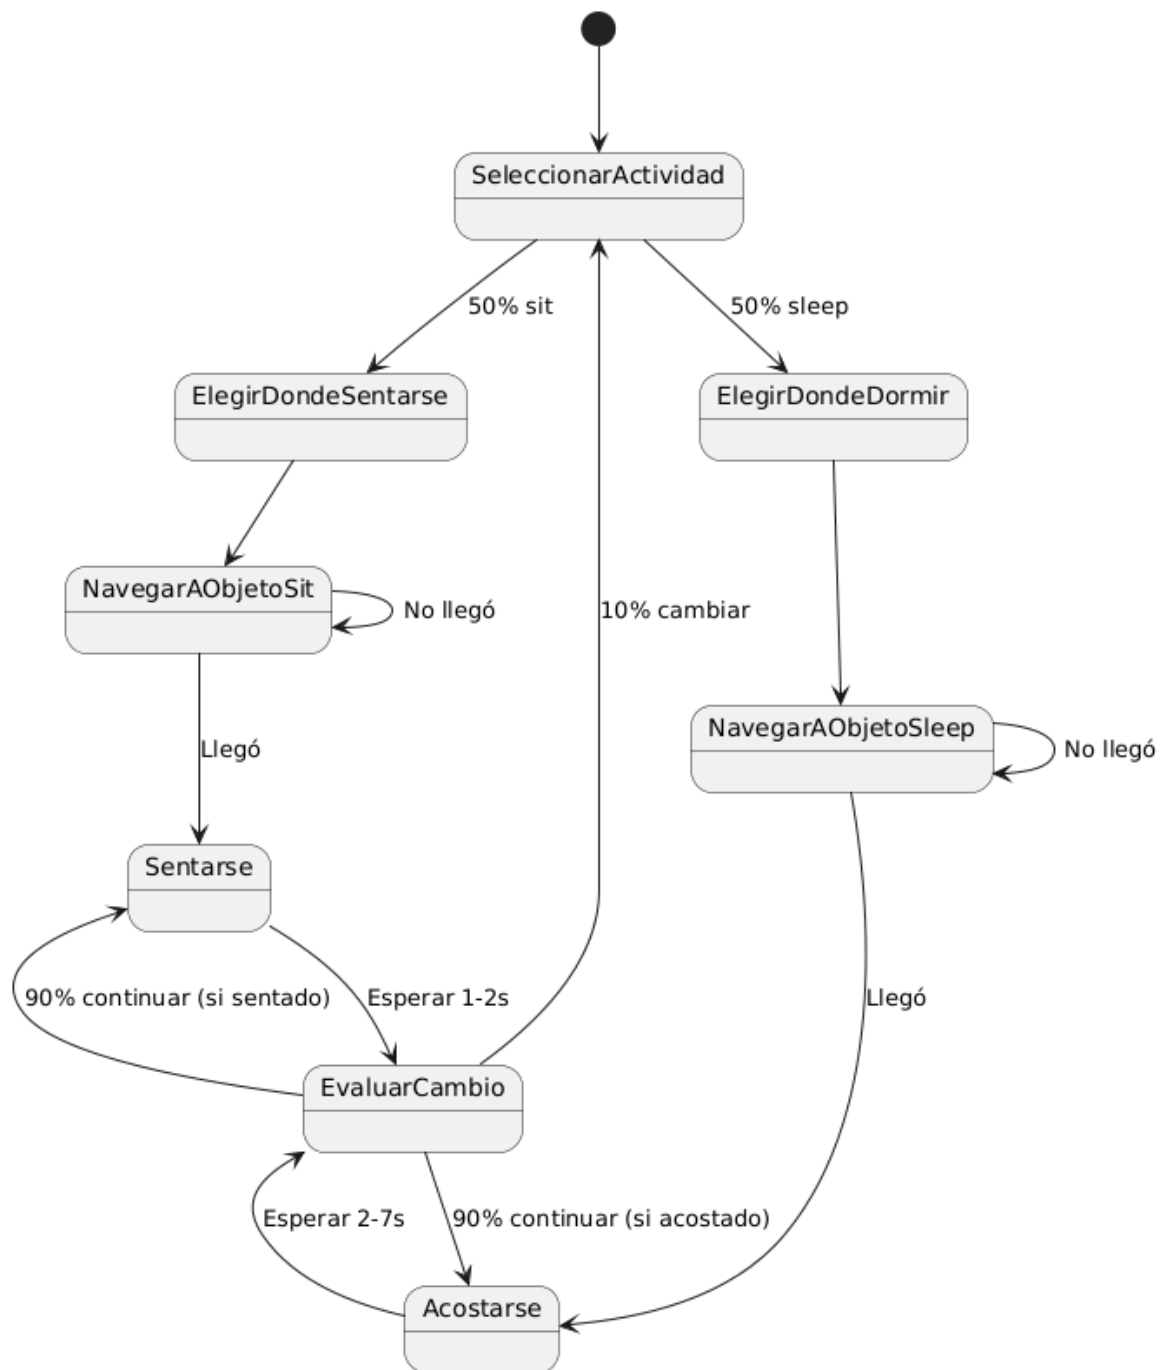 SeleccionarActividad
50% sit
50% sleep
ElegirDondeSentarse
ElegirDondeDormir
NavegarAObjetoSit
No llegó
10% cambiar
NavegarAObjetoSleep
No llegó
Llegó
Sentarse
90% continuar (si sentado)
Esperar 1-2s
Llegó
EvaluarCambio
Esperar 2-7s
90% continuar (si acostado)
Acostarse